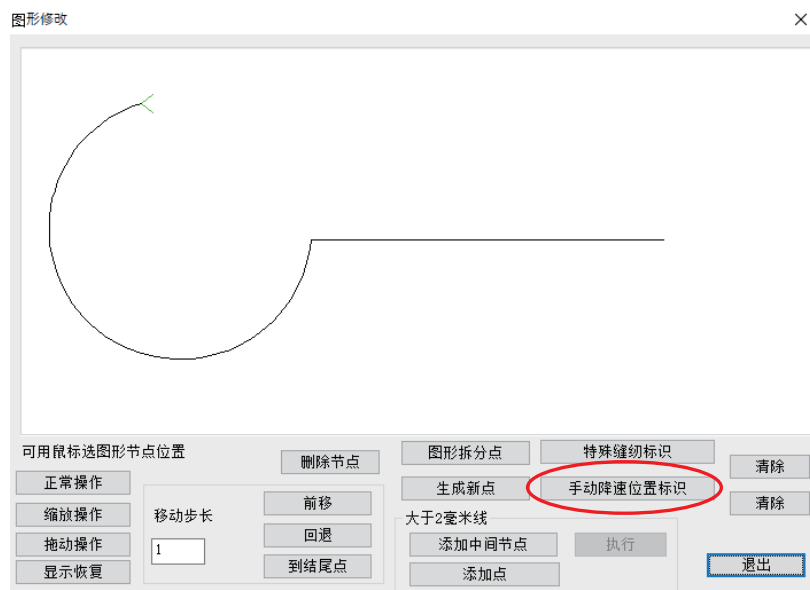 图形修改
可用鼠标选图形节点位置
删除节点
图形拆分点
特殊缝纫标识
清除
正常操作
前移
生成新点
手动降速位置标识
清除
缩放操作
移动步长
回退
大于2毫米线
拖动操作
1
添加中间节点
执行
退出
显示恢复
到结尾点
添加点